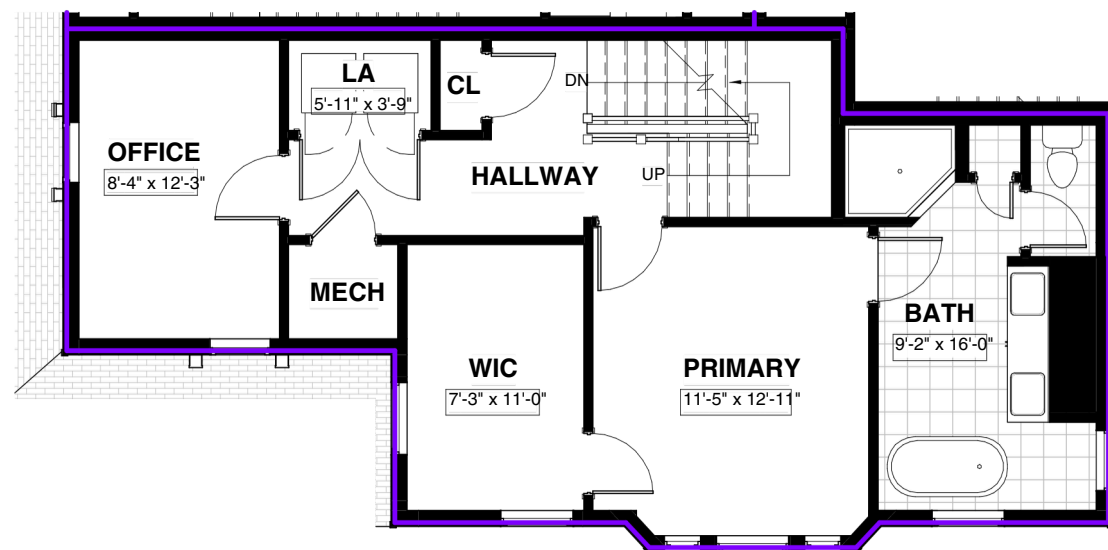 LA
5'-11" x 3'-9"
CL
DN
OFFICE
8'-4" x 12'-3"
HALLWAY
UP
MECH
BATH
9'-2" x 16'-0"
WIC
7'-3" x 11'-0"
PRIMARY
11'-5" x 12'-11"